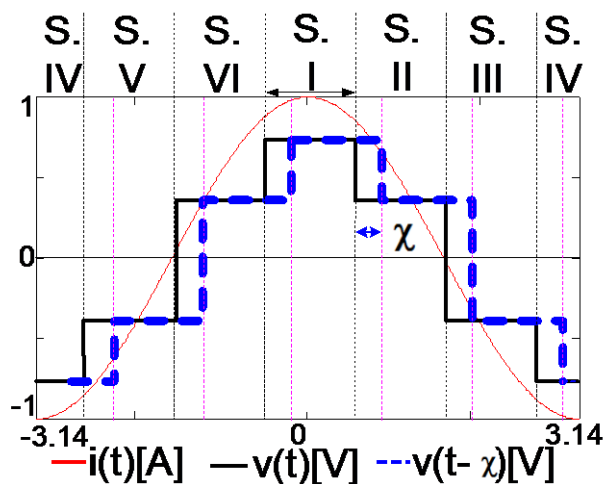 S. S. S. S. S. S. S.
IV V VI I II III IV
1
χ
0
-1
-3.14 0 3.14
i(t)[A] v(t)[V] v(t- χ)[V]